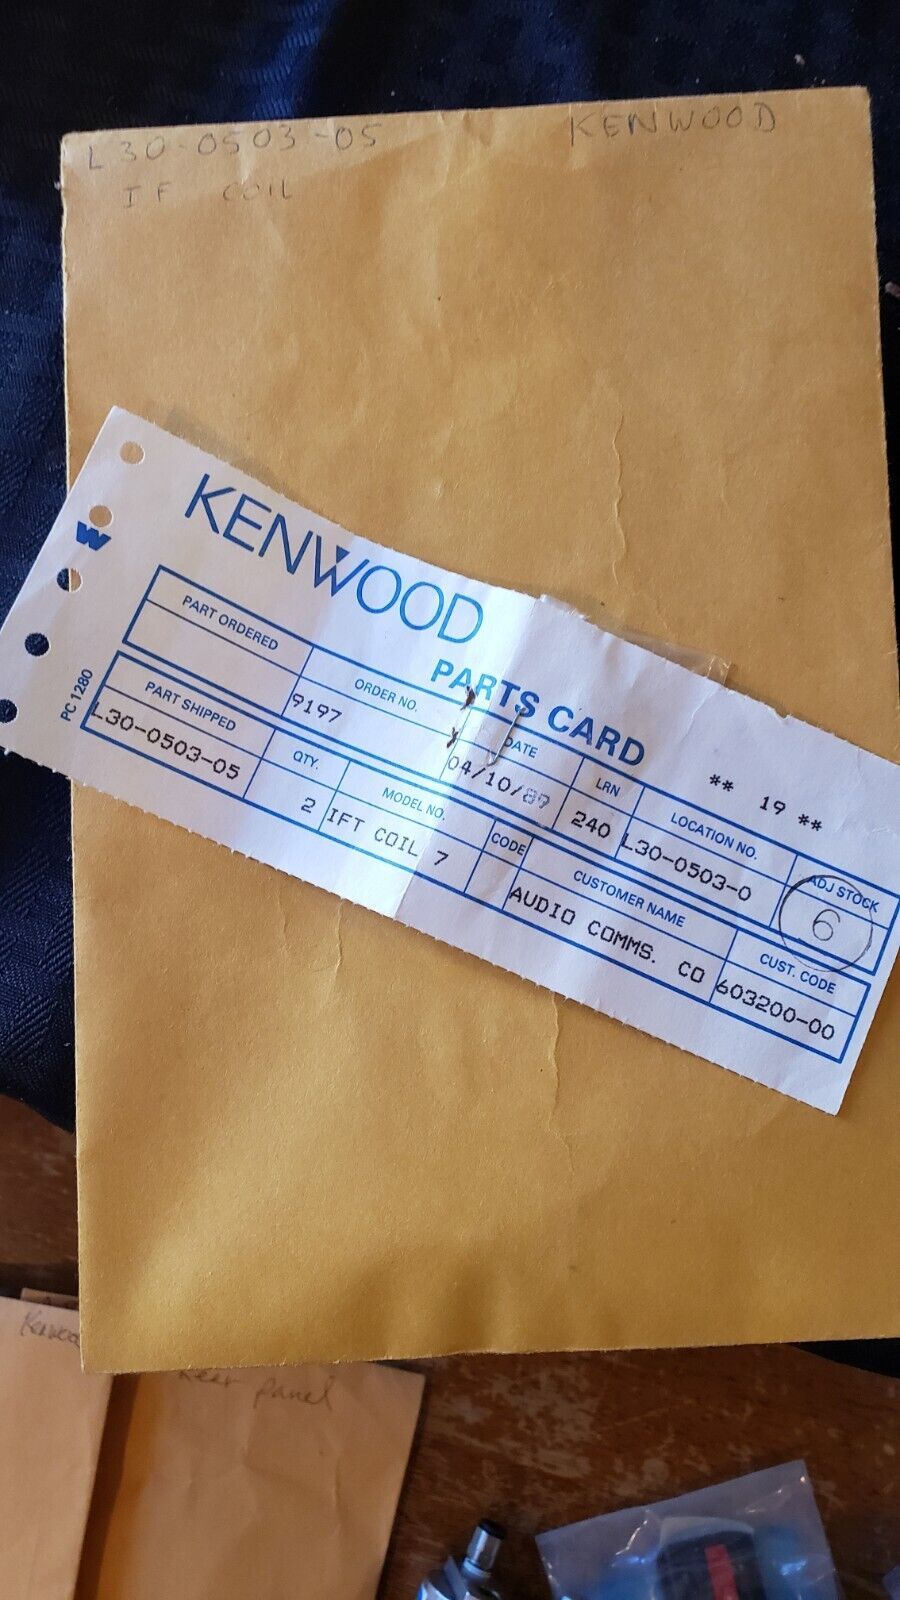 L30-0503-05 KENWOOD
IF COIL
KENWOOD
PARTS CARD
W
PC 1280
** 19 **
PART ORDERED ORDER NO. DATE LRN LOCATION NO. ADJ STOCK
9197 04/10/87 240 L30-0503-0 6
PART SHIPPED QTY. MODEL NO. CODE CUSTOMER NAME CUST. CODE
L30-0503-05 2 IFT COIL 7 AUDIO COMMS. CO 603200-00
Kenwood
Rear panel